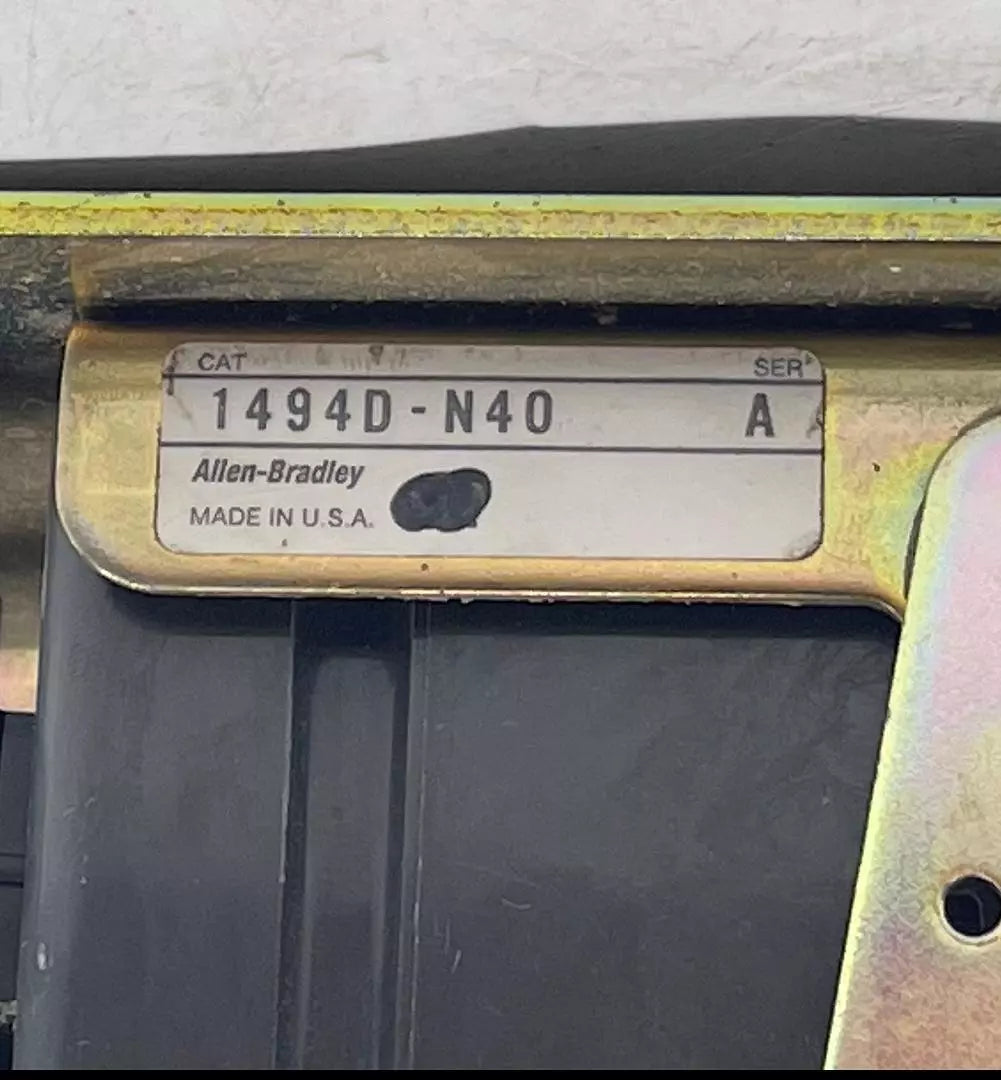 CAT SER
1494D-N40 A
Allen-Bradley
MADE IN U.S.A.